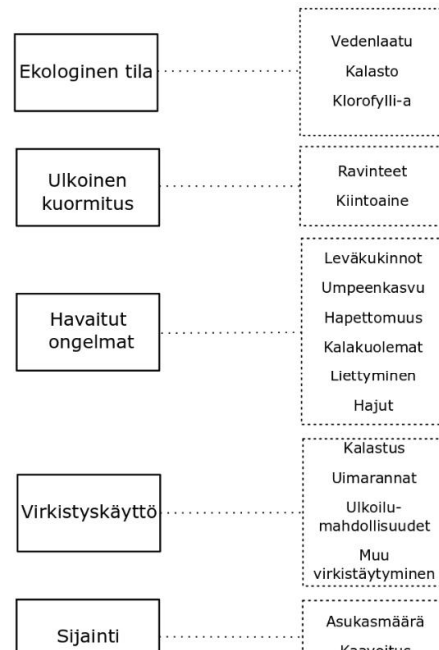 Ekologinen tila
Vedenlaatu
Kalasto
Klorofylli-a
Ulkoinen
kuormitus
Ravinteet
Kiintoaine
Havaitut
ongelmat
Leväkukinnot
Umpeenkasvu
Hapettomuus
Kalakuolemat
Liettyminen
Hajut
Virkistyskäyttö
Kalastus
Uimarannat
Ulkoilu-
mahdollisuudet
Muu
virkistäytyminen
Sijainti
Asukasmäärä
Kaavoitus